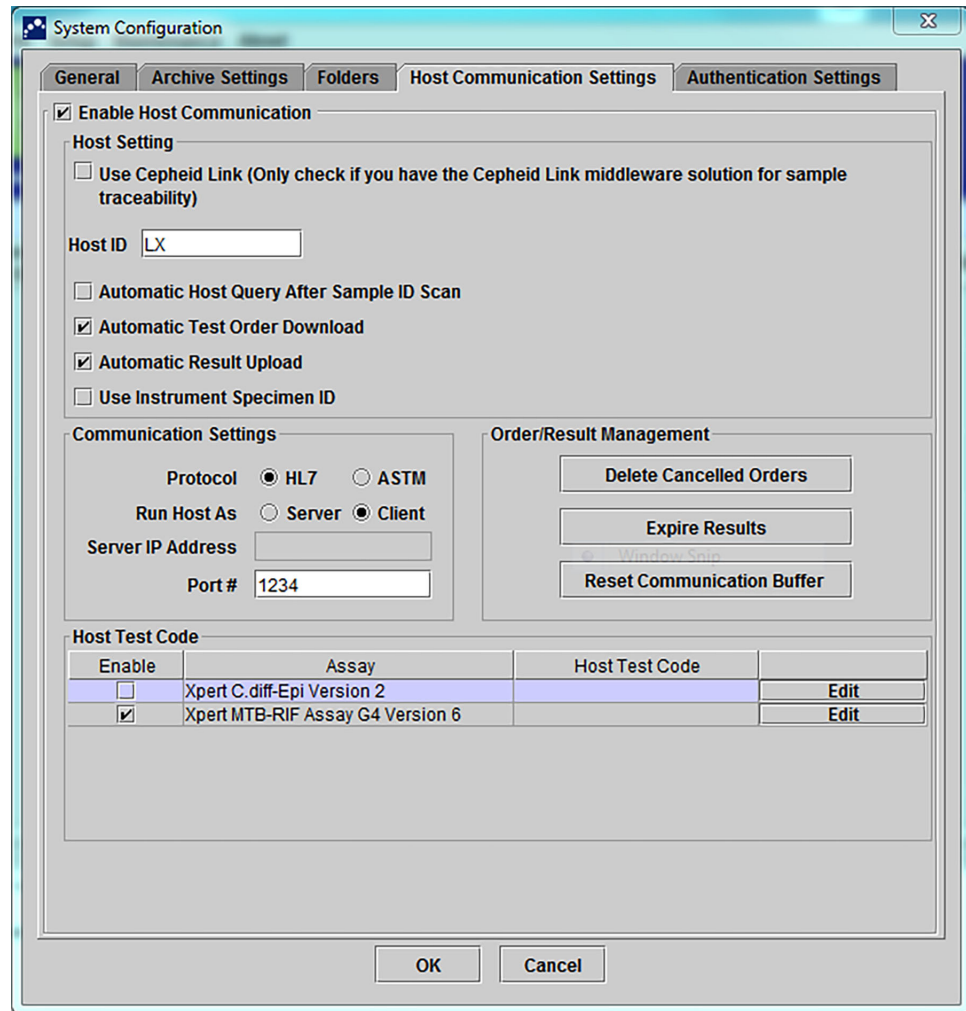 System Configuration
General Archive Settings Folders Host Communication Settings Authentication Settings
Enable Host Communication
Host Setting
Use Cepheid Link (Only check if you have the Cepheid Link middleware solution for sample
traceability)
Host ID LX
Automatic Host Query After Sample ID Scan
Automatic Test Order Download
Automatic Result Upload
Use Instrument Specimen ID
Communication Settings
Protocol HL7 ASTM
Run Host As Server Client
Server IP Address
Port # 1234
Order/Result Management
Delete Cancelled Orders
Expire Results
Window Snip
Reset Communication Buffer
Host Test Code
Enable Assay Host Test Code
Xpert C.diff-Epi Version 2 Edit
Xpert MTB-RIF Assay G4 Version 6 Edit
OK Cancel